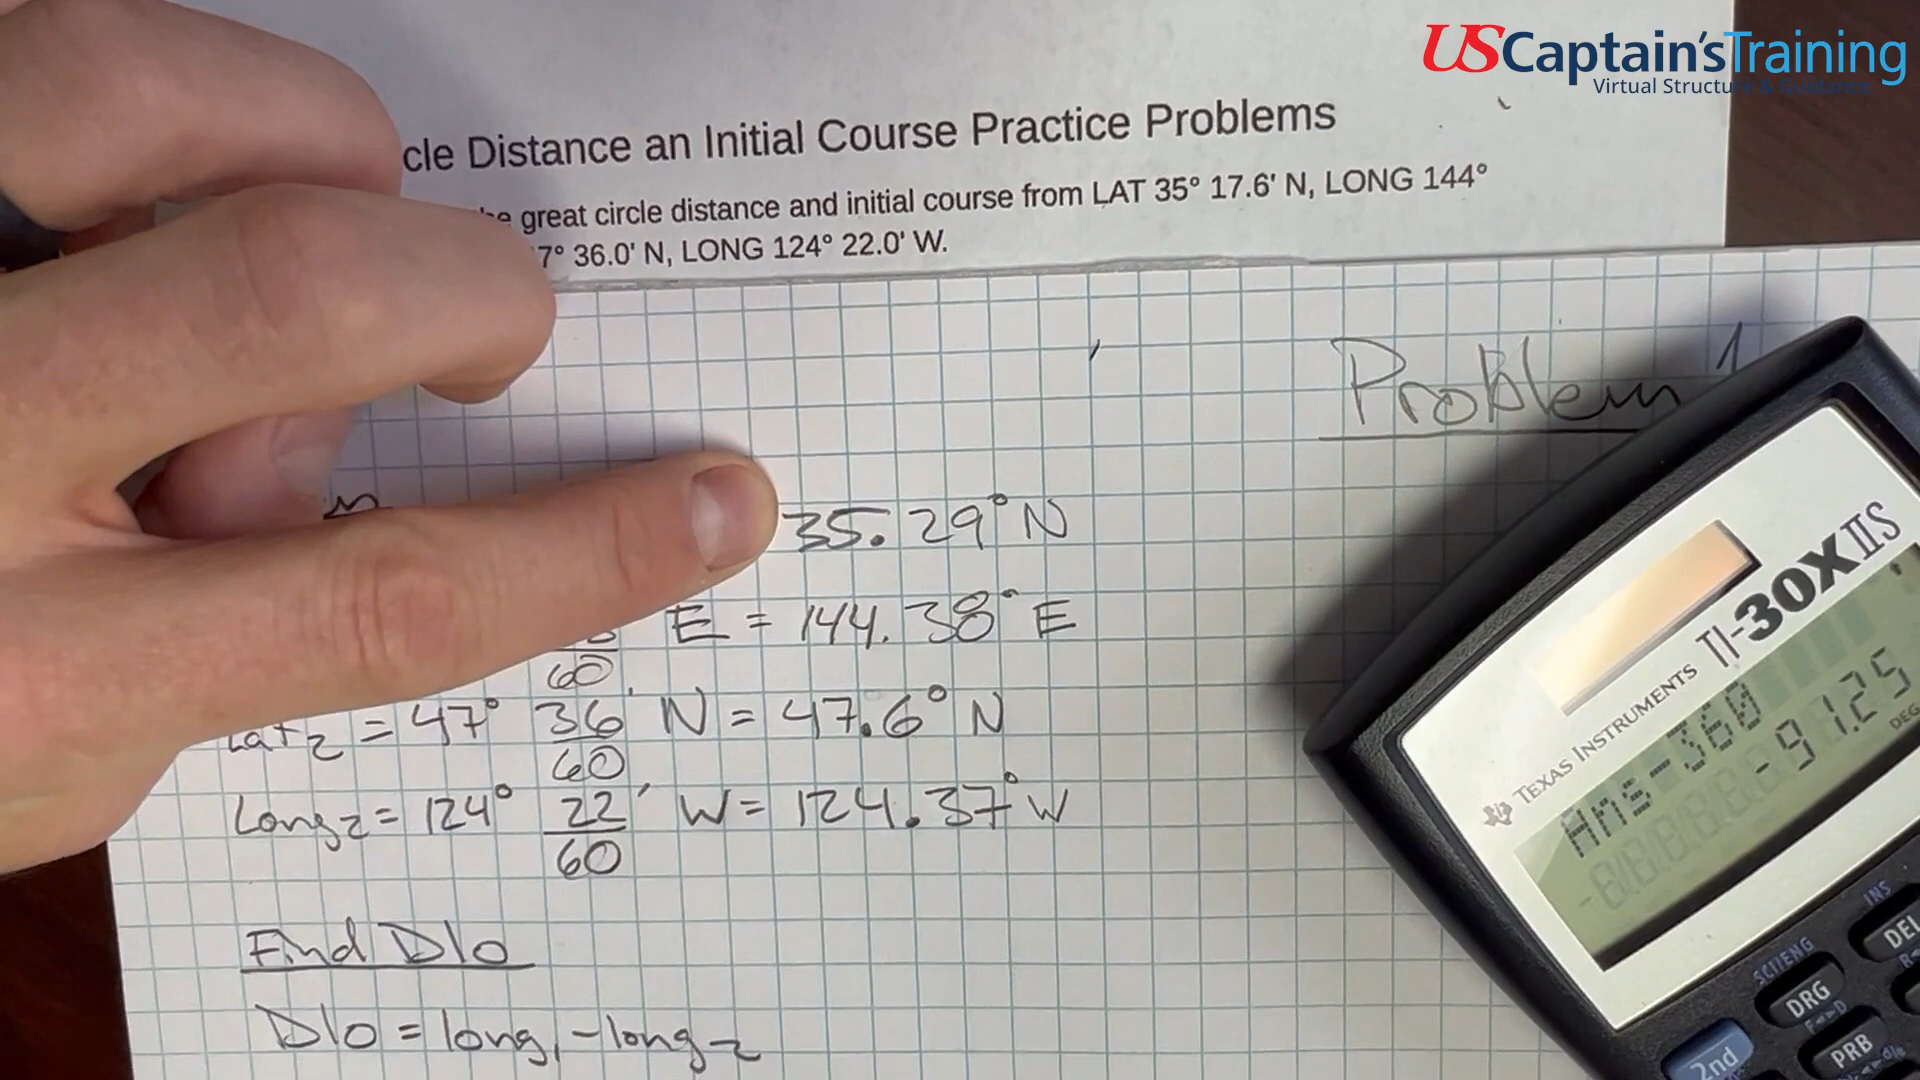 USCaptain'sTraining
Virtual Structure & Guidance
cle Distance an Initial Course Practice Problems
great circle distance and initial course from LAT 35° 17.6' N, LONG 144°
7° 36.0' N, LONG 124° 22.0' W.
Problem 1
35.29° N
E = 144.38° E
60
Lat2 = 47° 36/60' N = 47.6° N
Long2 = 124° 22/60' W = 124.37° W
Find Dlo
Dlo = long1 - long2
TI-30X IIS
TEXAS INSTRUMENTS
Ans-360
-91.25
DEG
INS
DEL
SCI/ENG
DRG
2nd
PRB